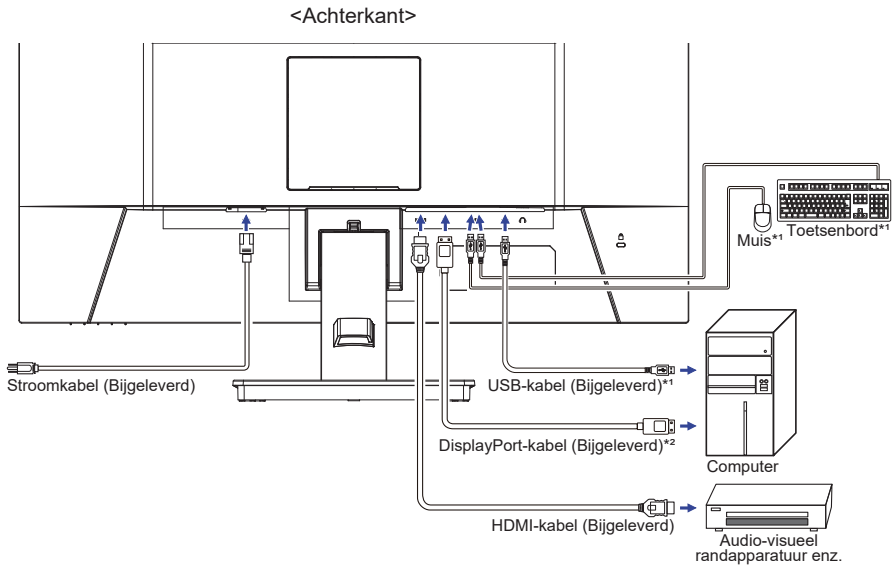 <Achterkant>
Muis*¹
Toetsenbord*¹
Stroomkabel (Bijgeleverd)
USB-kabel (Bijgeleverd)*¹
DisplayPort-kabel (Bijgeleverd)*²
Computer
HDMI-kabel (Bijgeleverd)
Audio-visueel
randapparatuur enz.